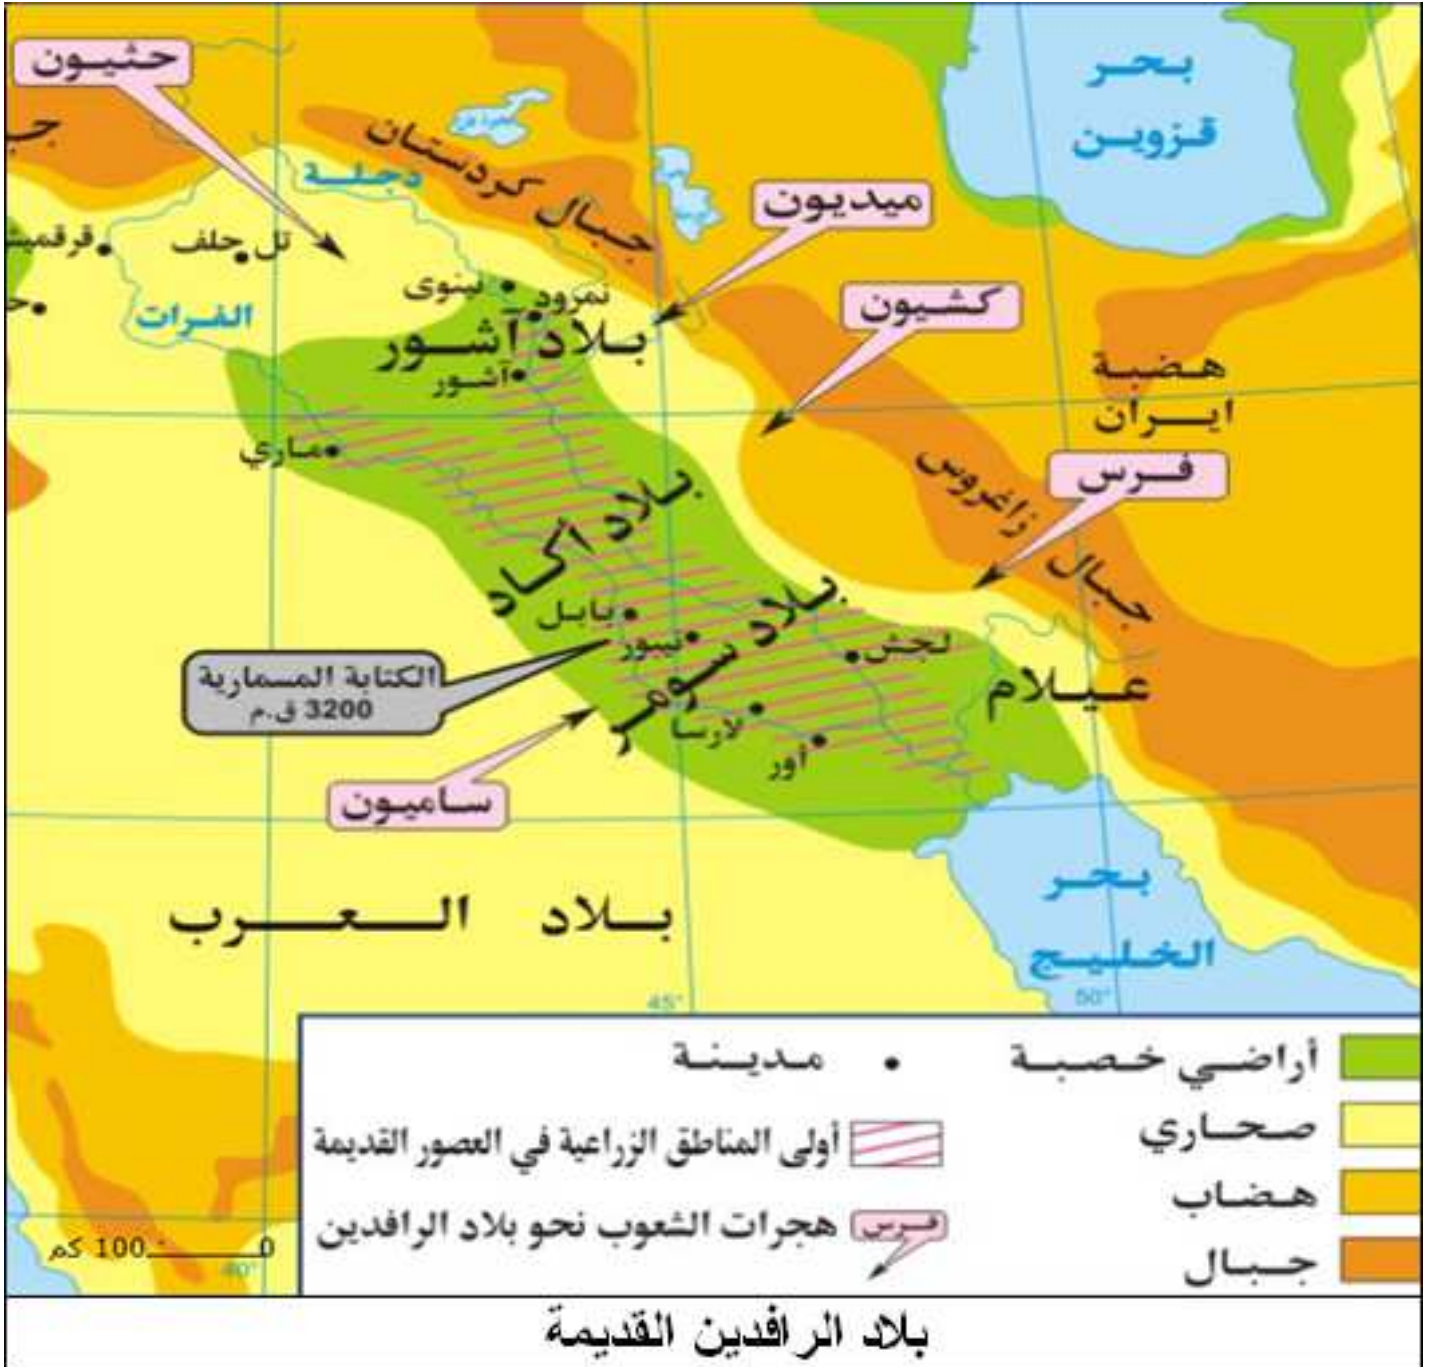 حثيون
بحر
قزوين
جبال كردستان
دجلة
ميديون
تل حلف
نينوى
نمرود
كشيون
الفرات
بلاد آشور
آشور
هضبة
ايران
ماري
فرس
جبال زاغروس
بلاد أكاد
بابل
نيبور
بلاد سومر
لجش
الكتابة المسمارية
3200 ق.م
عيلام
لارسا
أور
ساميون
بحر
الخليج
بلاد العرب
45°
50°
أراضي خصبة
مدينة
صحاري
أولى المناطق الزراعية في العصور القديمة
هضاب
فرس
هجرات الشعوب نحو بلاد الرافدين
جبال
100 كم
0
40°
بلاد الرافدين القديمة